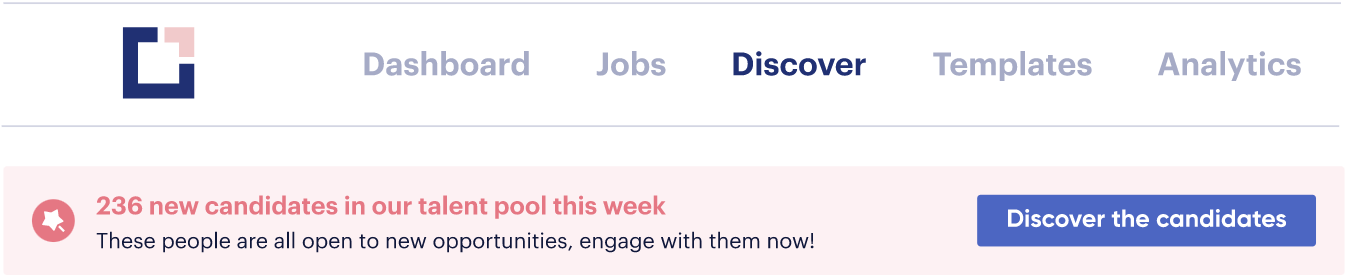 Dashboard Jobs Discover Templates Analytics
236 new candidates in our talent pool this week
These people are all open to new opportunities, engage with them now!
Discover the candidates